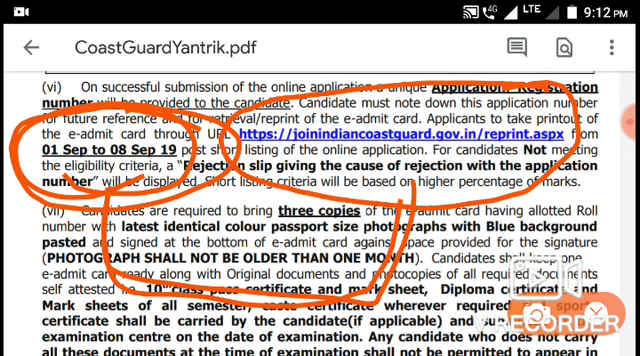 4G LTE 9:12 PM
CoastGuardYantrik.pdf
(vi) On successful submission of the online application a unique Application/ Registration
number will be provided to the candidate. Candidate must note down this application number
for future reference and for retrieval/reprint of the e-admit card. Applicants to take printout of
the e-admit card through URL https://joinindiancoastguard.gov.in/reprint.aspx from
01 Sep to 08 Sep 19 post short listing of the online application. For candidates Not meeting
the eligibility criteria, a "Rejection slip giving the cause of rejection with the application
number" will be displayed. Short listing criteria will be based on higher percentage of marks.
(vii) Candidates are required to bring three copies of the e-admit card having allotted Roll
number with latest identical colour passport size photographs with Blue background
pasted and signed at the bottom of e-admit card against space provided for the signature
(PHOTOGRAPH SHALL NOT BE OLDER THAN ONE MONTH). Candidates shall keep one
e-admit card ready along with Original documents and photocopies of all required documents
self attested ie. 10th class pass certificate and mark sheet, Diploma certificate and
Mark sheets of all semester, caste certificate wherever required sports
certificate shall be carried by the candidate(if applicable) and
examination centre on the date of examination. Any candidate who does not carry
all these documents at the time of examination shall not be permitted to appear in
V RECORDER